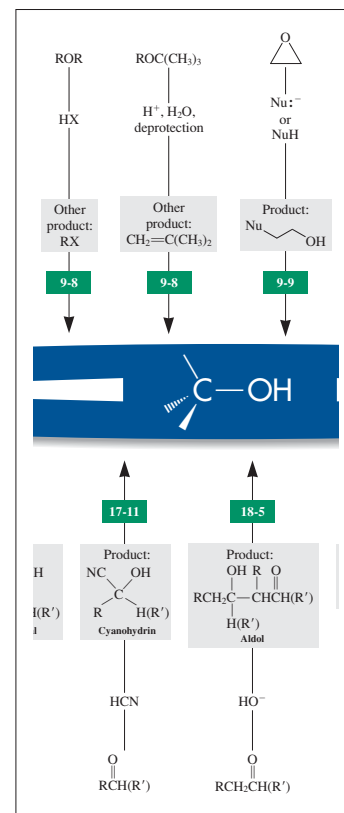 ROR
HX
Other
product:
RX
9-8
ROC(CH₃)₃
H⁺, H₂O,
deprotection
Other
product:
CH₂=C(CH₃)₂
9-8
O
Nu:⁻
or
NuH
Product:
Nu
OH
9-9
C—OH
17-11
Product:
NC OH
C
R H(R′)
Cyanohydrin
HCN
O
RCH(R′)
18-5
Product:
OH R O
RCH₂C—CHCH(R′)
H(R′)
Aldol
HO⁻
O
RCH₂CH(R′)
H
H(R′)
l